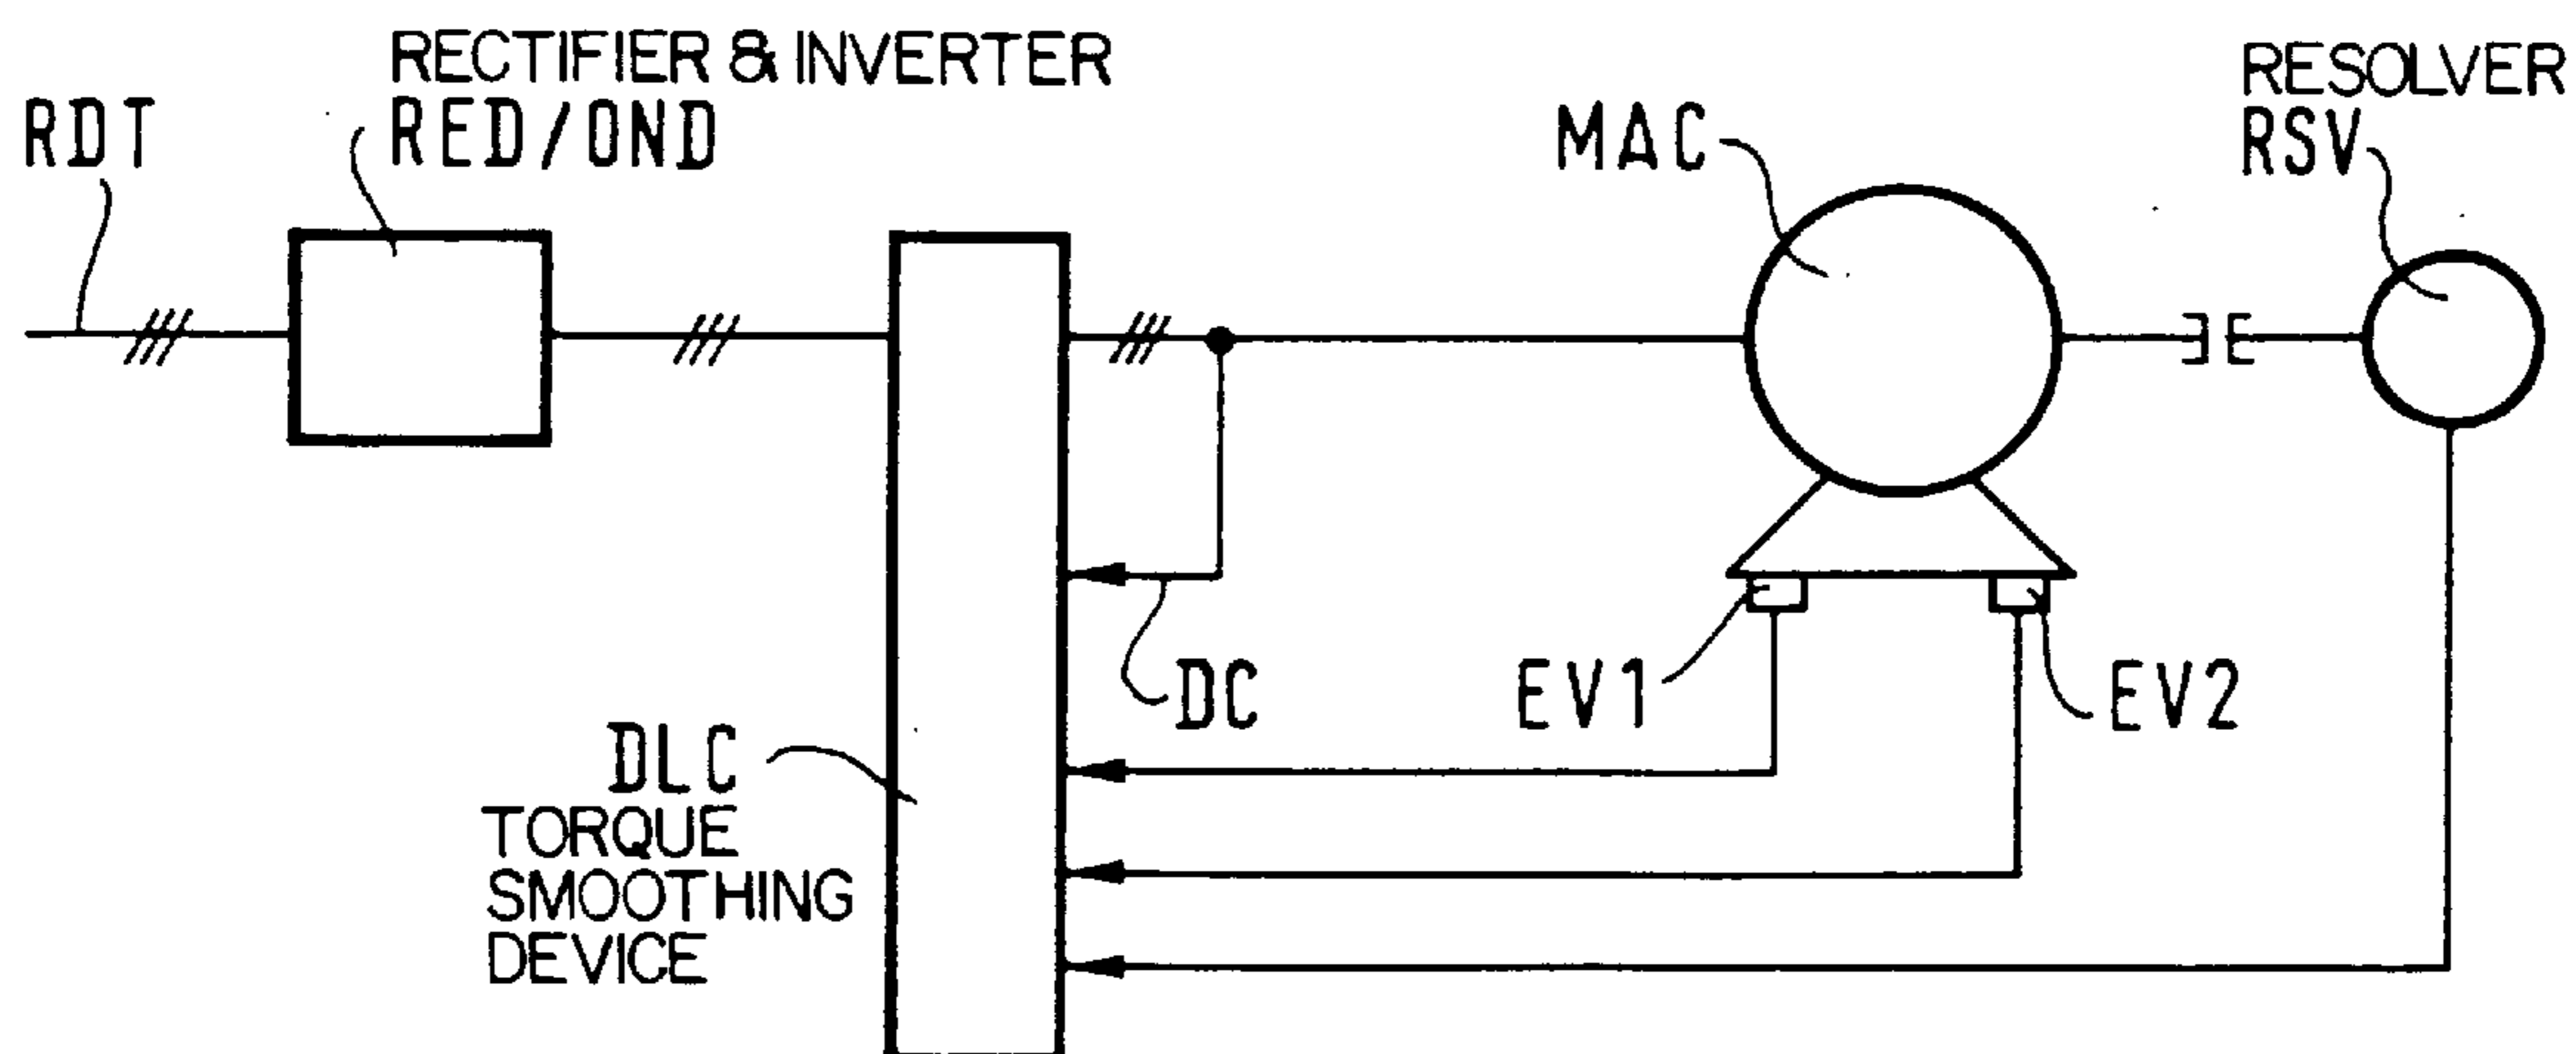 RECTIFIER & INVERTER
RED/OND
RDT
MAC
RESOLVER
RSV
DC
EV1
EV2
DLC
TORQUE
SMOOTHING
DEVICE